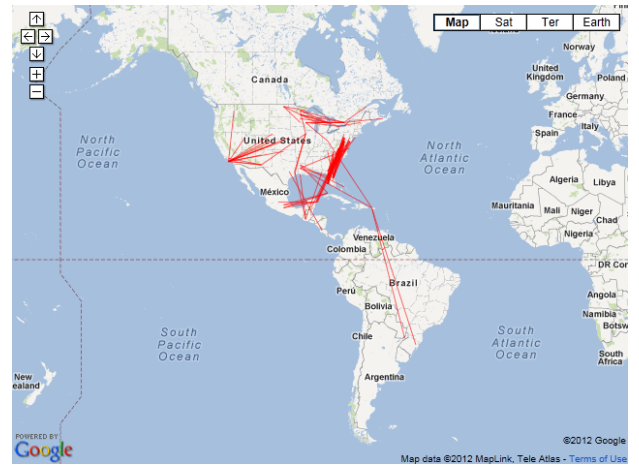 Map Sat Ter Earth
Norway
United
Kingdom
Poland
Germany
France
Italy
Spain
Canada
North
Pacific
Ocean
United States
North
Atlantic
Ocean
México
Algeria
Libya
Mauritania
Mali
Niger
Chad
Nigeria
Venezuela
Colombia
DR Con
Brazil
Perú
Angola
Bolivia
Namibia
Botsw
South
Pacific
Ocean
Chile
South
Atlantic
Ocean
South
Africa
New
ealand
Argentina
POWERED BY
Google
©2012 Google
Map data ©2012 MapLink, Tele Atlas - Terms of Use